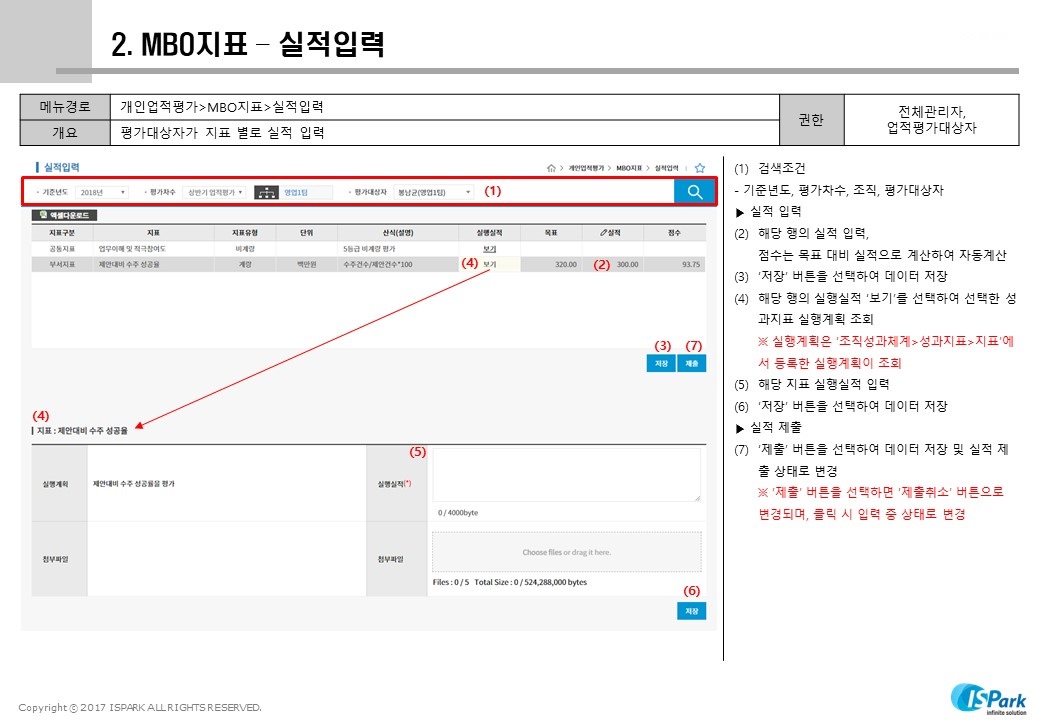 2. MBO지표 – 실적입력
메뉴경로 개인업적평가>MBO지표>실적입력 권한 전체관리자,
업적평가대상자
개요 평가대상자가 지표 별로 실적 입력
실적입력 > 개인업적평가 > MBO지표 > 실적입력
기준년도 2018년 평가차수 상반기 업적평가 영업1팀 평가대상자 봉남군(영업1팀) (1)
엑셀다운로드
지표구분 지표 지표유형 단위 산식(설명) 실행실적 목표 실적 점수
공통지표 업무이해 및 적극참여도 비계량 5등급 비계량 평가 보기
부서지표 제안대비 수주 성공율 계량 백만원 수주건수/제안건수*100 (4) 보기 320.00 (2) 300.00 93.75
(3) (7)
저장 제출
(4)
지표 : 제안대비 수주 성공율
(5)
실행계획 제안대비 수주 성공률을 평가 실행실적(*)
0 / 4000byte
첨부파일 첨부파일 Choose files or drag it here.
Files : 0 / 5 Total Size : 0 / 524,288,000 bytes
(6)
저장
(1) 검색조건
- 기준년도, 평가차수, 조직, 평가대상자
▶ 실적 입력
(2) 해당 행의 실적 입력,
점수는 목표 대비 실적으로 계산하여 자동계산
(3) '저장' 버튼을 선택하여 데이터 저장
(4) 해당 행의 실행실적 '보기'를 선택하여 선택한 성
과지표 실행계획 조회
※ 실행계획은 '조직성과체계>성과지표>지표'에
서 등록한 실행계획이 조회
(5) 해당 지표 실행실적 입력
(6) '저장' 버튼을 선택하여 데이터 저장
▶ 실적 제출
(7) '제출' 버튼을 선택하여 데이터 저장 및 실적 제
출 상태로 변경
※ '제출' 버튼을 선택하면 '제출취소' 버튼으로
변경되며, 클릭 시 입력 중 상태로 변경
Copyright ⓒ 2017 ISPARK ALL RIGHTS RESERVED.
ISPark
infinite solution